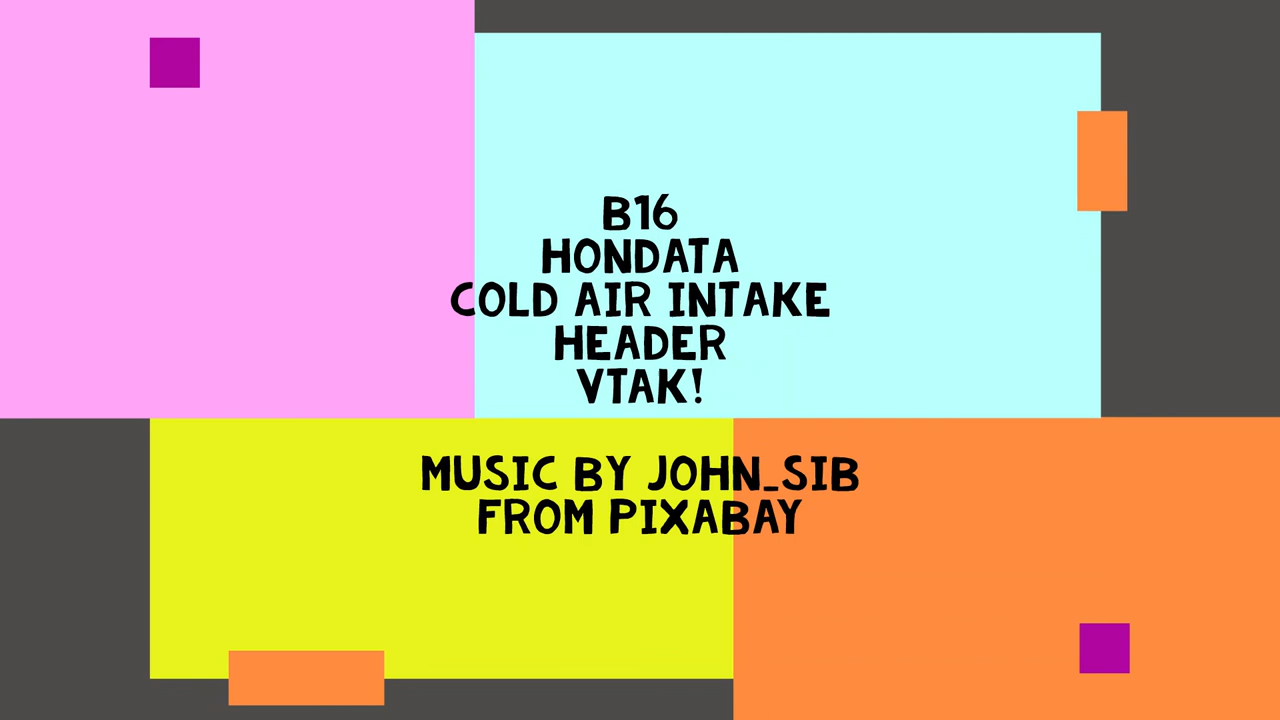 B16
HONDATA
COLD AIR INTAKE
HEADER
VTAK!
MUSIC BY JOHN_SIB
FROM PIXABAY